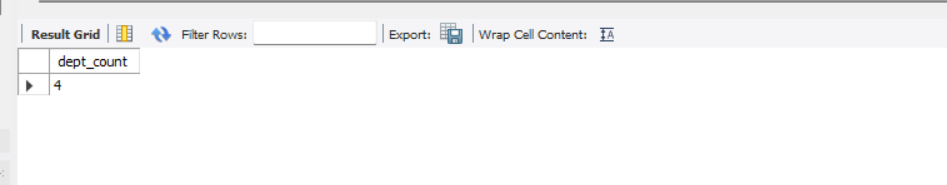 Result Grid Filter Rows: Export: Wrap Cell Content:
dept_count
4